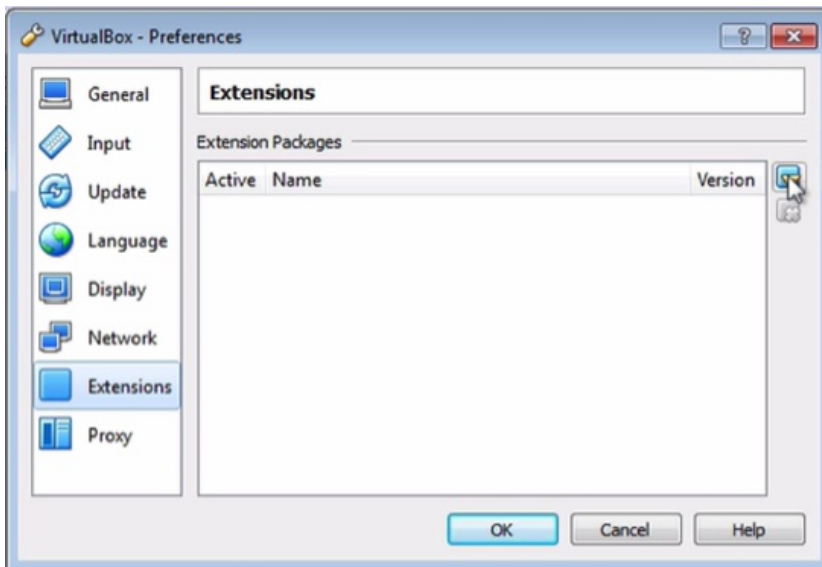 VirtualBox - Preferences
General
Input
Update
Language
Display
Network
Extensions
Proxy
Extensions
Extension Packages
Active Name Version
OK Cancel Help